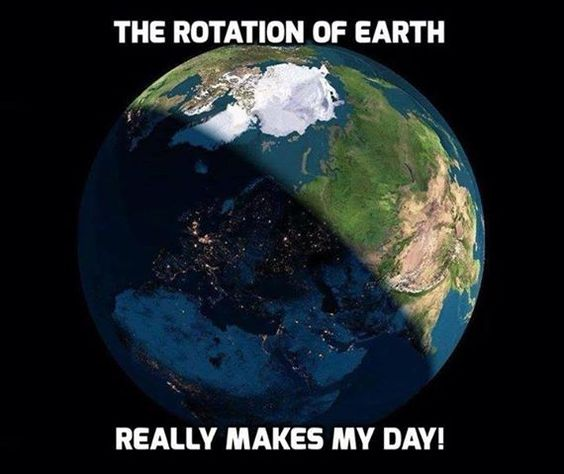 THE ROTATION OF EARTH
REALLY MAKES MY DAY!